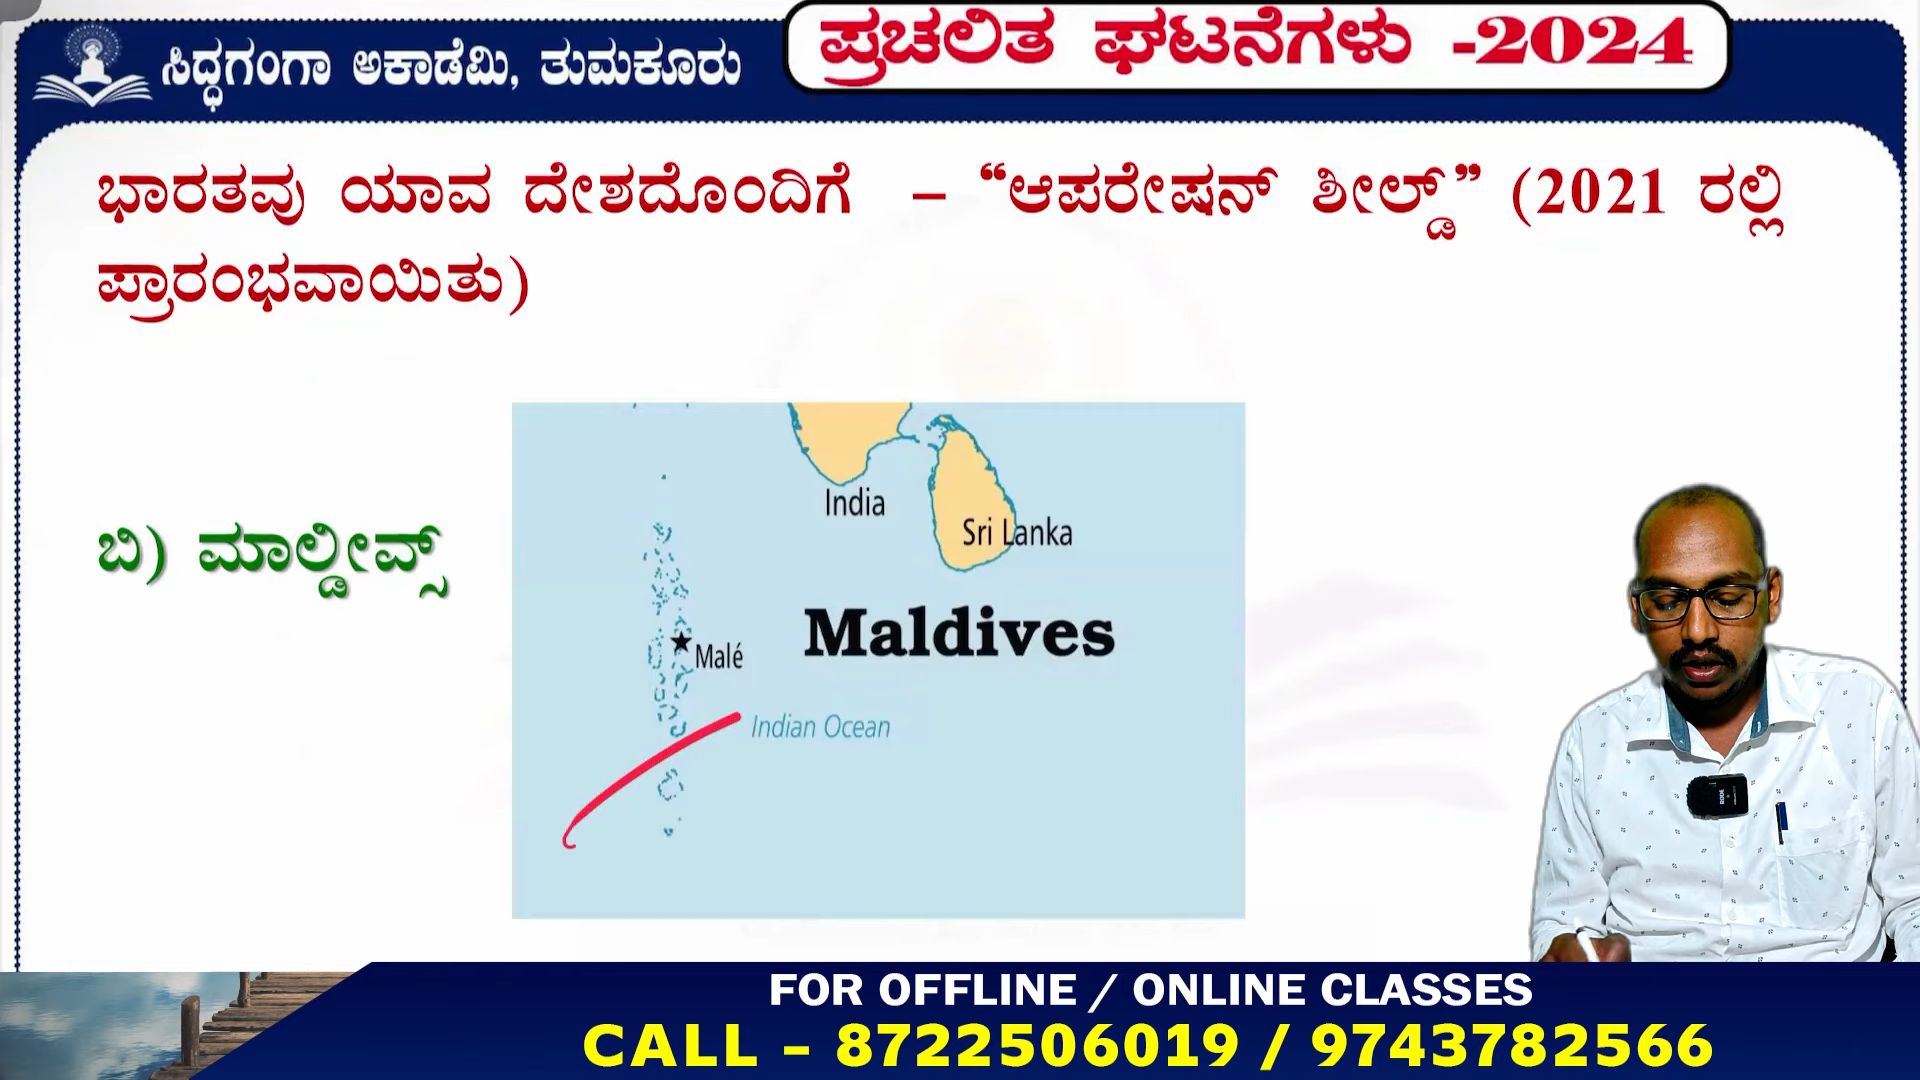 ಸಿದ್ಧಗಂಗಾ ಅಕಾಡೆಮಿ, ತುಮಕೂರು
ಪ್ರಚಲಿತ ಘಟನೆಗಳು -2024
ಭಾರತವು ಯಾವ ದೇಶದೊಂದಿಗೆ – “ಆಪರೇಷನ್ ಶೀಲ್ಡ್” (2021 ರಲ್ಲಿ
ಪ್ರಾರಂಭವಾಯಿತು)
India
Sri Lanka
ಬಿ) ಮಾಲ್ಡೀವ್ಸ್
Maldives
Malé
Indian Ocean
FOR OFFLINE / ONLINE CLASSES
CALL – 8722506019 / 9743782566